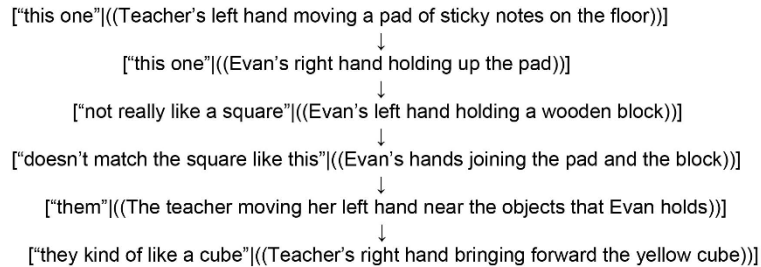 [“this one”|((Teacher’s left hand moving a pad of sticky notes on the floor))]
↓
[“this one”|((Evan’s right hand holding up the pad))]
↓
[“not really like a square”|(Evan’s left hand holding a wooden block))]
↓
[“doesn’t match the square like this”|(Evan’s hands joining the pad and the block))]
↓
[“them”|((The teacher moving her left hand near the objects that Evan holds))]
↓
[“they kind of like a cube”|((Teacher’s right hand bringing forward the yellow cube))]